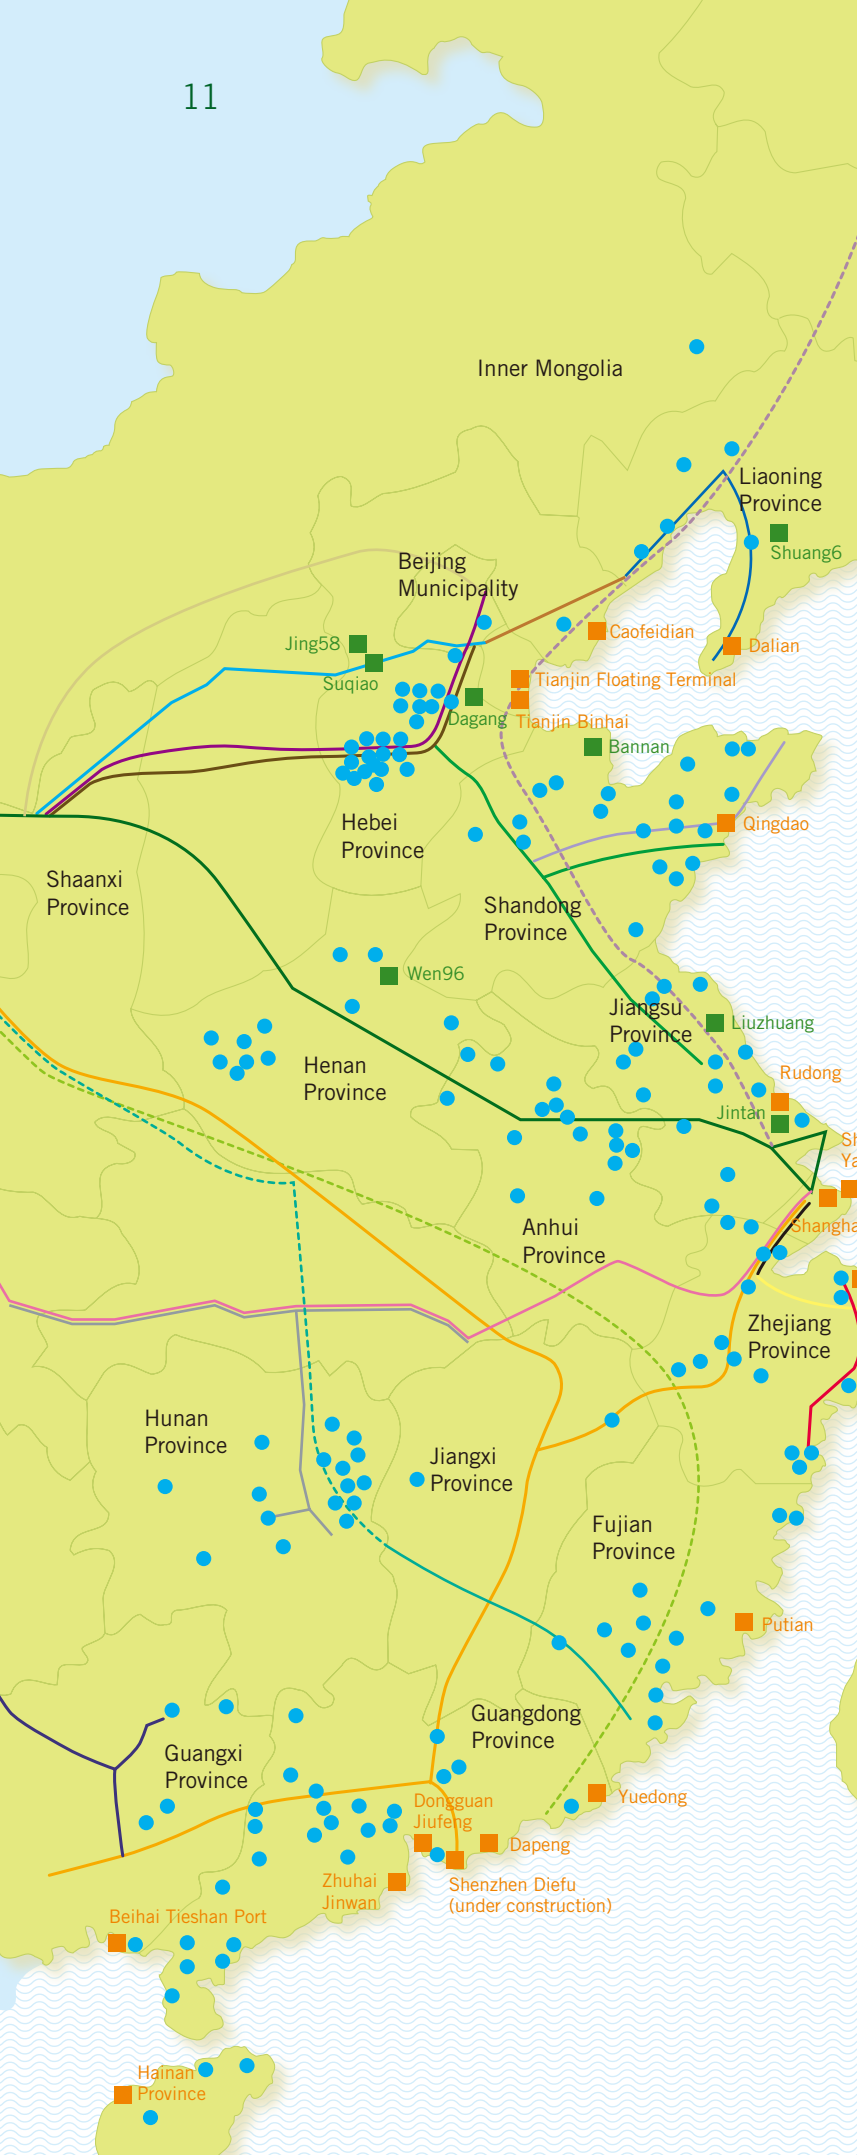 11
Inner Mongolia
Liaoning
Province
Shuang6
Beijing
Municipality
Caofeidian
Jing58
Dalian
Suqiao
Tianjin Floating Terminal
Dagang
Tianjin Binhai
Bannan
Hebei
Province
Qingdao
Shaanxi
Province
Shandong
Province
Wen96
Jiangsu
Province
Liuzhuang
Henan
Province
Rudong
Jintan
Sh
Ya
Shangha
Anhui
Province
Zhejiang
Province
Hunan
Province
Jiangxi
Province
Fujian
Province
Putian
Guangdong
Province
Guangxi
Province
Yuedong
Dongguan
Jiufeng
Dapeng
Zhuhai
Jinwan
Shenzhen Diefu
(under construction)
Beihai Tieshan Port
Hainan
Province